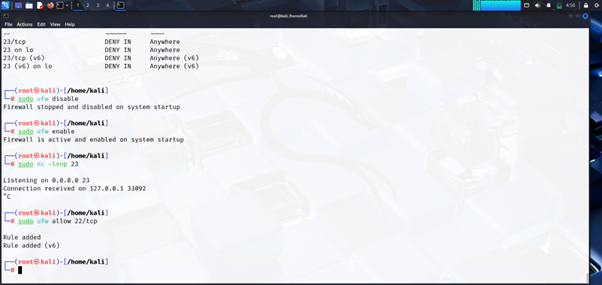 1 2 3 4
4:56
root@kali: /home/kali
File Actions Edit View Help
-- ------ ----
23/tcp DENY IN Anywhere
23 on lo DENY IN Anywhere
23/tcp (v6) DENY IN Anywhere (v6)
23 (v6) on lo DENY IN Anywhere (v6)
┌──(root㉿kali)-[/home/kali]
└─# sudo ufw disable
Firewall stopped and disabled on system startup
┌──(root㉿kali)-[/home/kali]
└─# sudo ufw enable
Firewall is active and enabled on system startup
┌──(root㉿kali)-[/home/kali]
└─# sudo nc -lvnp 23
Listening on 0.0.0.0 23
Connection received on 127.0.0.1 33092
^C
┌──(root㉿kali)-[/home/kali]
└─# sudo ufw allow 22/tcp
Rule added
Rule added (v6)
┌──(root㉿kali)-[/home/kali]
└─#